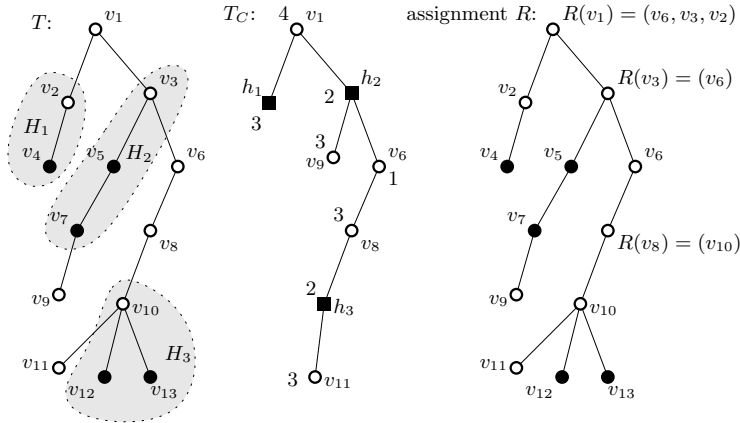 T:
v1
v2
v3
H1
v4
v5
H2
v6
v7
v8
v9
v10
v11
H3
v12
v13
TC:
4
v1
h1
h2
2
3
3
v9
v6
1
3
v8
2
h3
3
v11
assignment R: R(v1) = (v6, v3, v2)
v2
R(v3) = (v6)
v4
v5
v6
v7
R(v8) = (v10)
v9
v10
v11
v12
v13